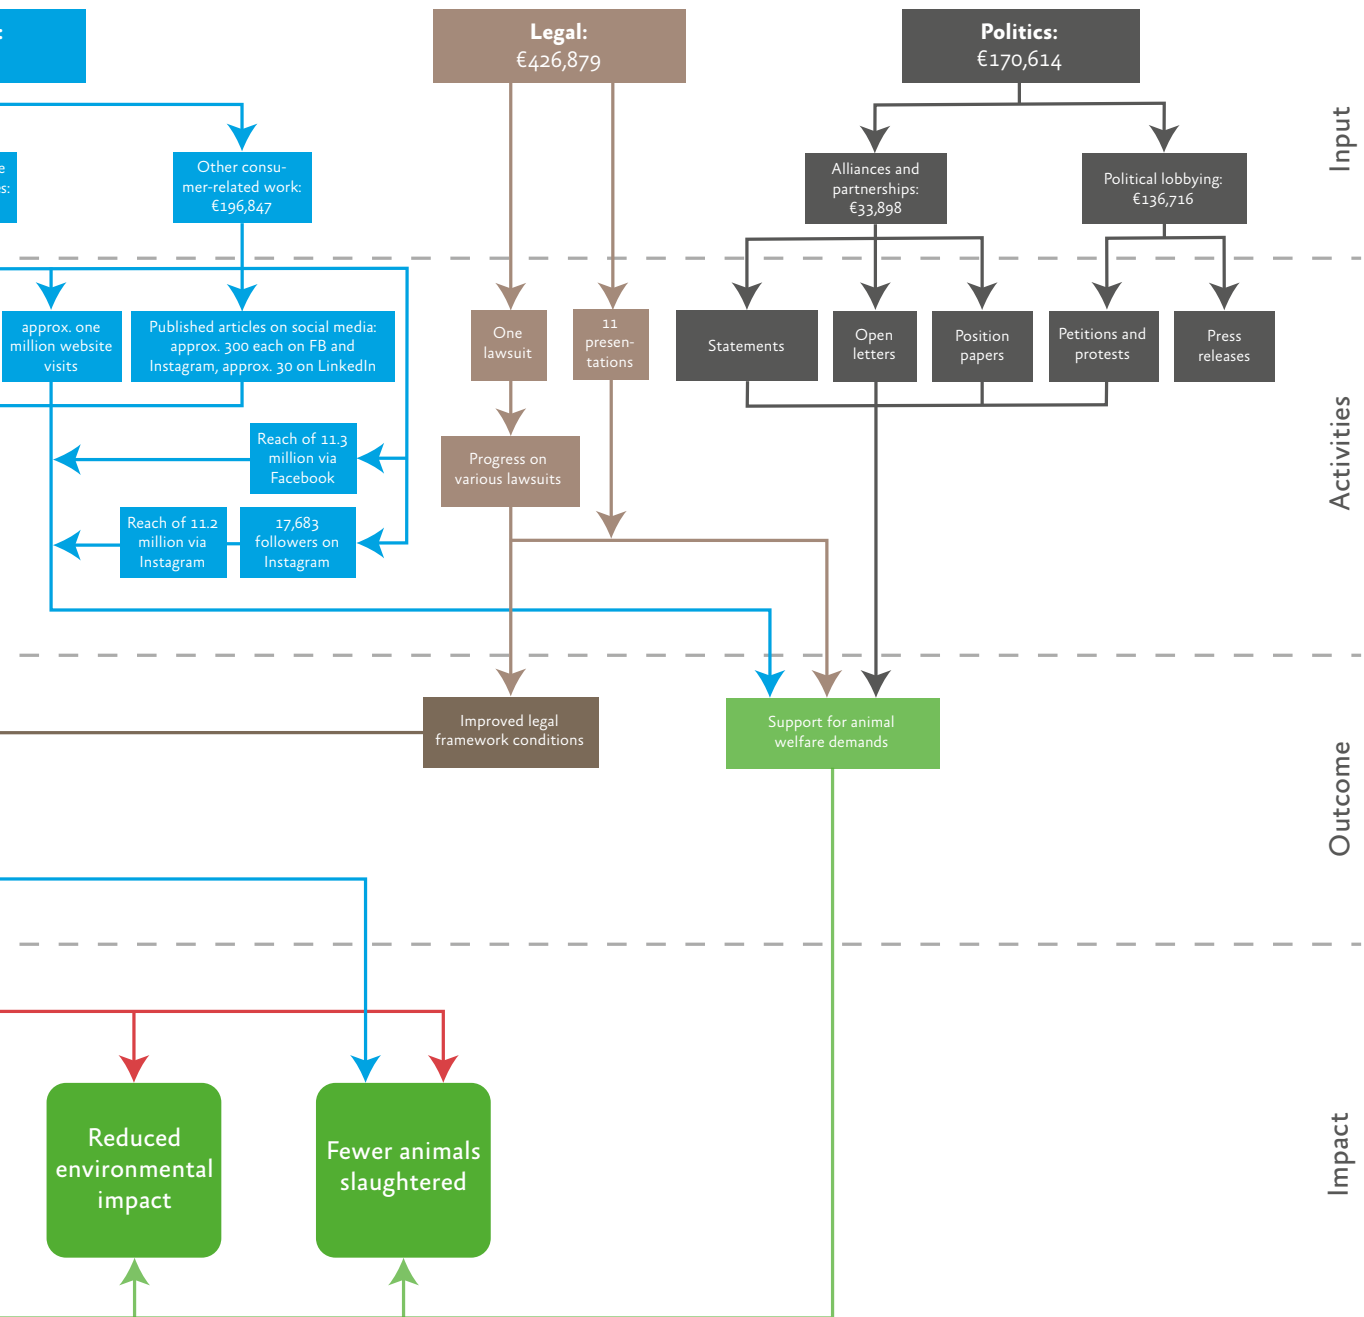 :
Legal:
€426,879
Politics:
€170,614
Input
e
s:
Other consu-
mer-related work:
€196,847
Alliances and
partnerships:
€33,898
Political lobbying:
€136,716
approx. one
million website
visits
Published articles on social media:
approx. 300 each on FB and
Instagram, approx. 30 on LinkedIn
One
lawsuit
11
presen-
tations
Statements
Open
letters
Position
papers
Petitions and
protests
Press
releases
Activities
Reach of 11.3
million via
Facebook
Progress on
various lawsuits
Reach of 11.2
million via
Instagram
17,683
followers on
Instagram
Improved legal
framework conditions
Support for animal
welfare demands
Outcome
Reduced
environmental
impact
Fewer animals
slaughtered
Impact